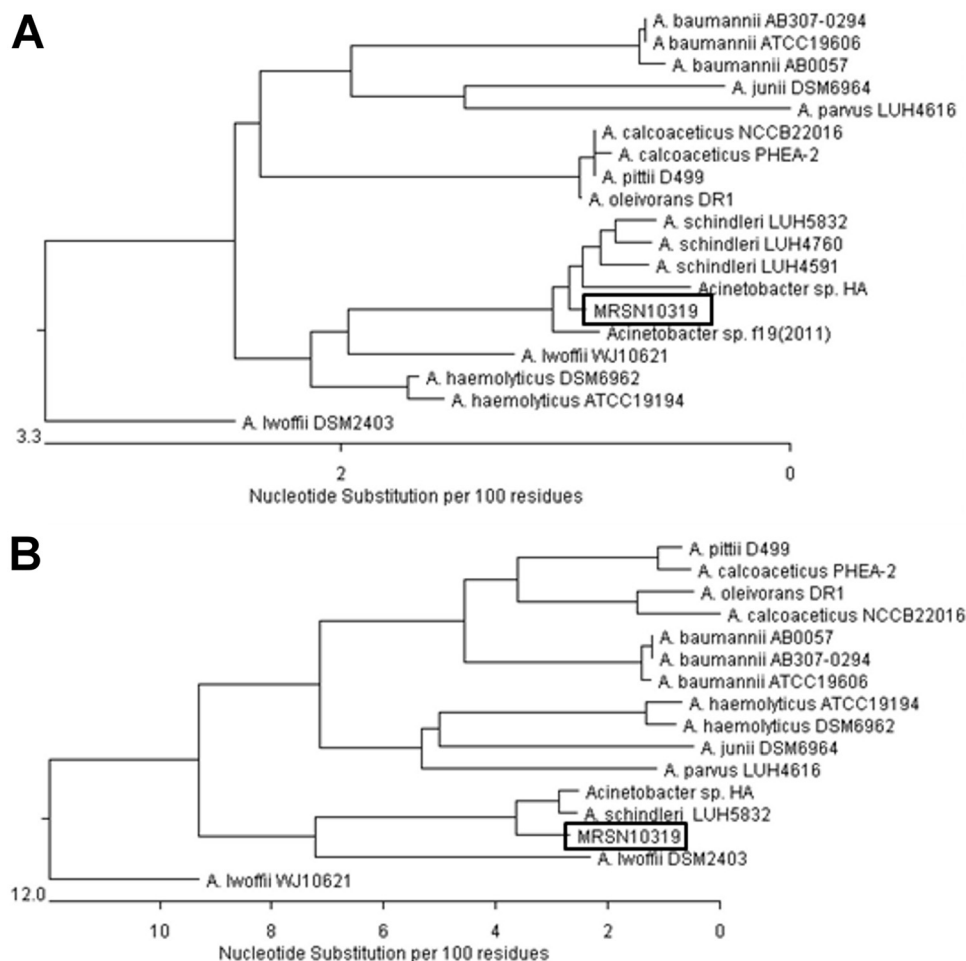 A
A. baumannii AB307-0294
A baumannii ATCC19606
A. baumannii AB0057
A. junii DSM6964
A. parvus LUH4616
A. calcoaceticus NCCB22016
A. calcoaceticus PHEA-2
A. pittii D499
A. oleivorans DR1
A. schindleri LUH5832
A. schindleri LUH4760
A. schindleri LUH4591
Acinetobacter sp. HA
MRSN10319
Acinetobacter sp. f19(2011)
A. lwoffii WJ10621
A. haemolyticus DSM6962
A. haemolyticus ATCC19194
A. lwoffii DSM2403
3.3
2 0
Nucleotide Substitution per 100 residues
B
A. pittii D499
A. calcoaceticus PHEA-2
A. oleivorans DR1
A. calcoaceticus NCCB22016
A. baumannii AB0057
A. baumannii AB307-0294
A. baumannii ATCC19606
A. haemolyticus ATCC19194
A. haemolyticus DSM6962
A. junii DSM6964
A. parvus LUH4616
Acinetobacter sp. HA
A. schindleri LUH5832
MRSN10319
A. lwoffii DSM2403
A. lwoffii WJ10621
12.0
10 8 6 4 2 0
Nucleotide Substitution per 100 residues